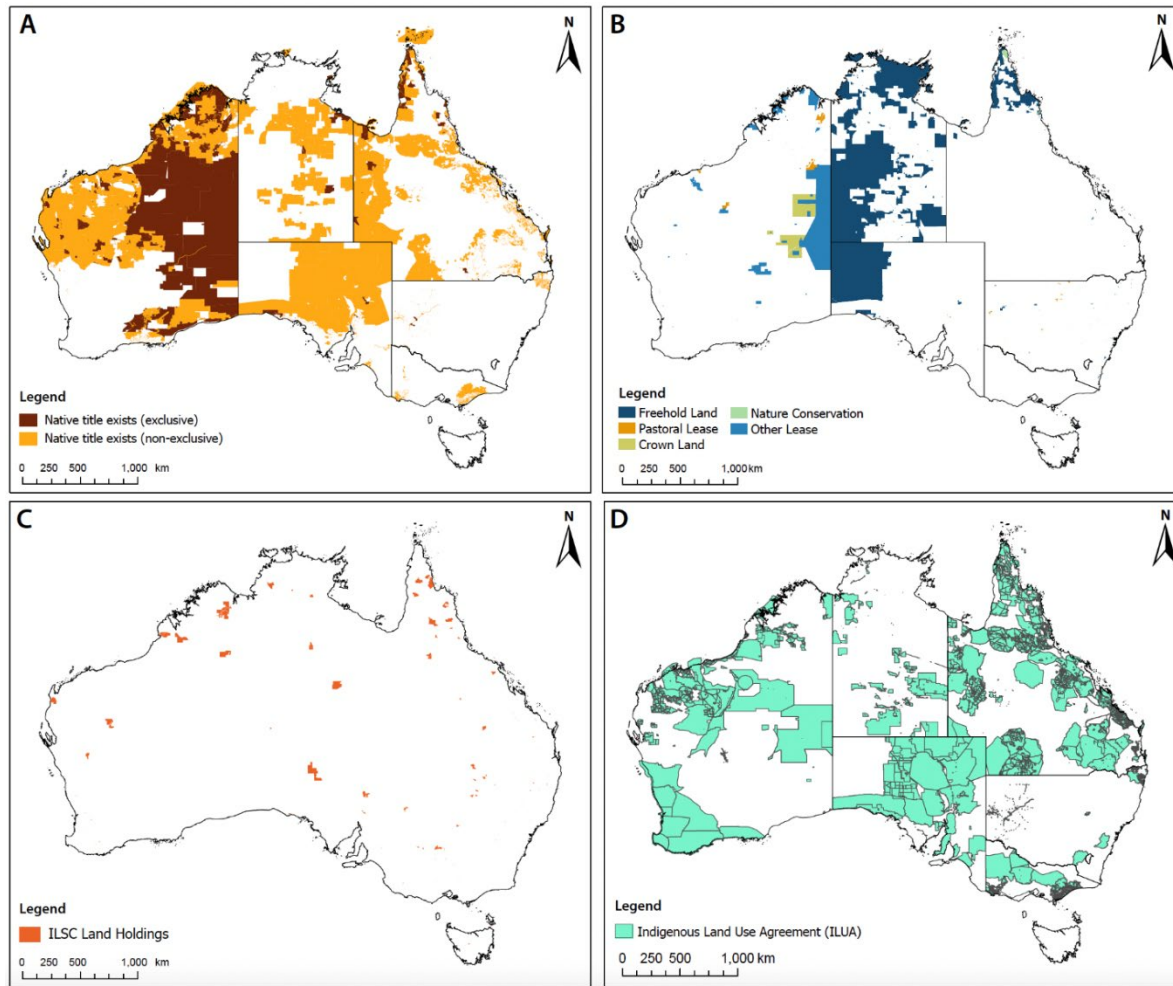 A
N
Legend
Native title exists (exclusive)
Native title exists (non-exclusive)
0 250 500 1,000 km
B
N
Legend
Freehold Land
Nature Conservation
Pastoral Lease
Other Lease
Crown Land
0 250 500 1,000 km
C
N
Legend
ILSC Land Holdings
0 250 500 1,000 km
D
N
Legend
Indigenous Land Use Agreement (ILUA)
0 250 500 1,000 km